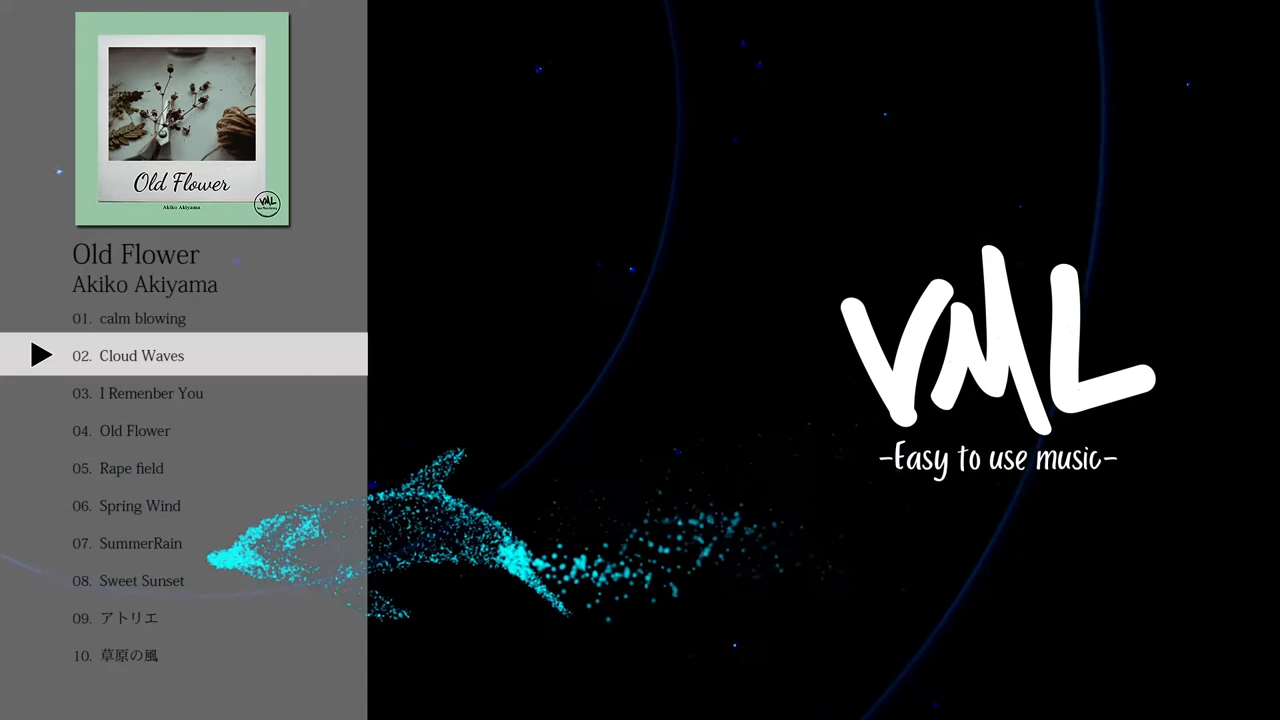 Old Flower
Akiko Akiyama
VML
Old Flower
Akiko Akiyama
01. calm blowing
02. Cloud Waves
03. I Remenber You
04. Old Flower
05. Rape field
06. Spring Wind
07. SummerRain
08. Sweet Sunset
09. アトリエ
10. 草原の風
VML
-Easy to use music-